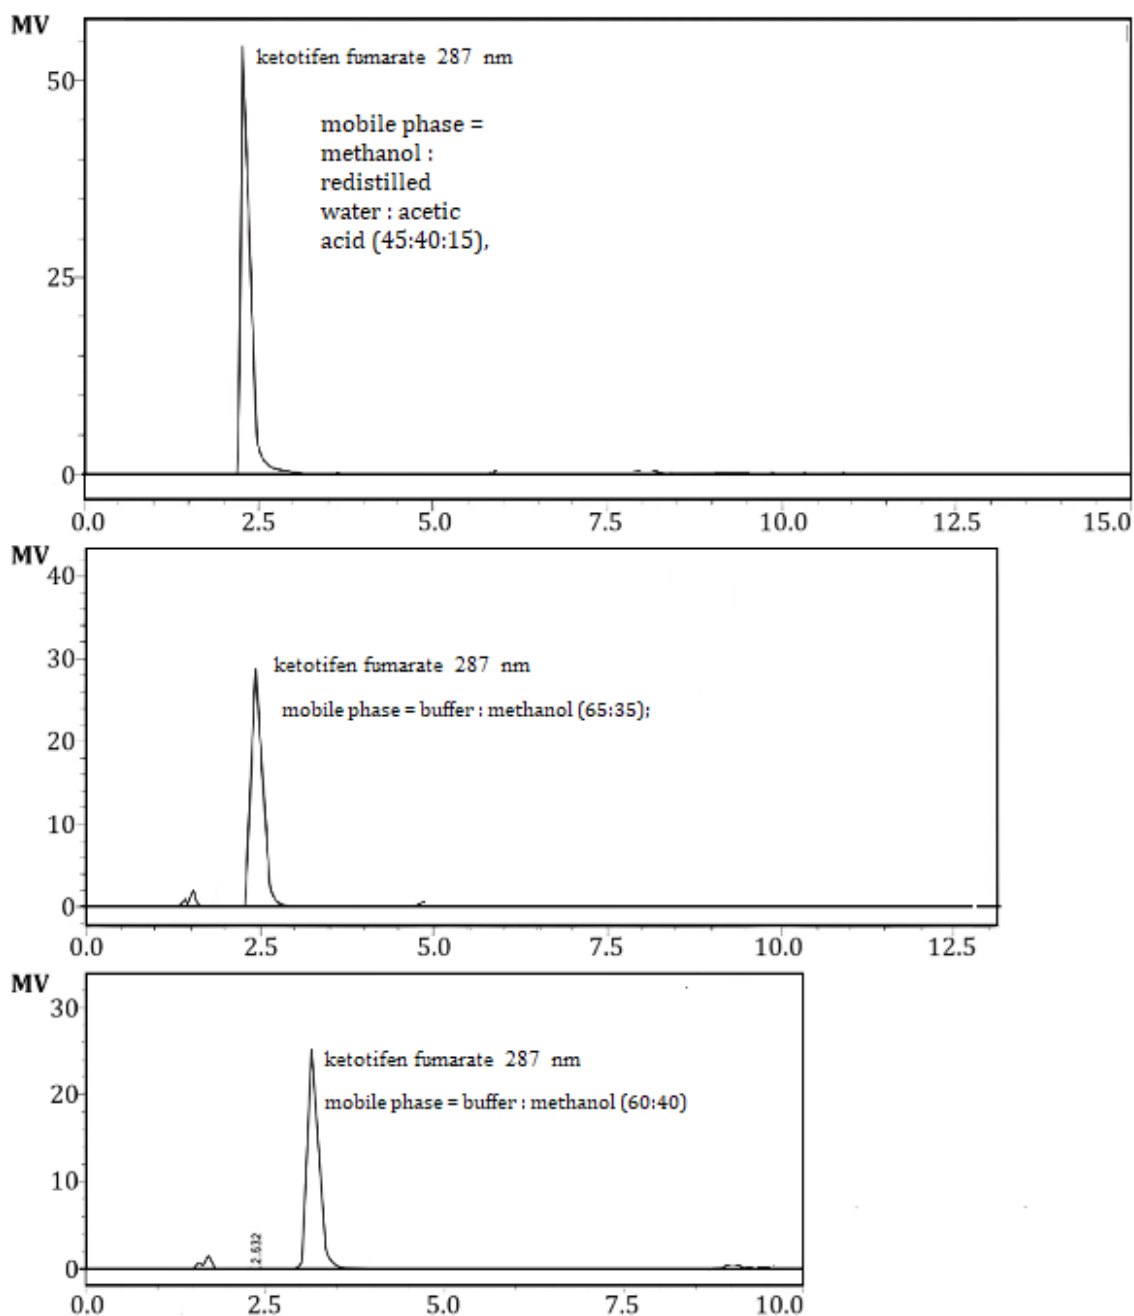 MV
ketotifen fumarate 287 nm
50
mobile phase =
methanol :
redistilled
water : acetic
acid (45:40:15),
25
0
0.0 2.5 5.0 7.5 10.0 12.5 15.0
MV
40
30
ketotifen fumarate 287 nm
mobile phase = buffer : methanol (65:35);
20
10
0
0.0 2.5 5.0 7.5 10.0 12.5
MV
30
ketotifen fumarate 287 nm
20
mobile phase = buffer : methanol (60:40)
10
2.632
0
0.0 2.5 5.0 7.5 10.0